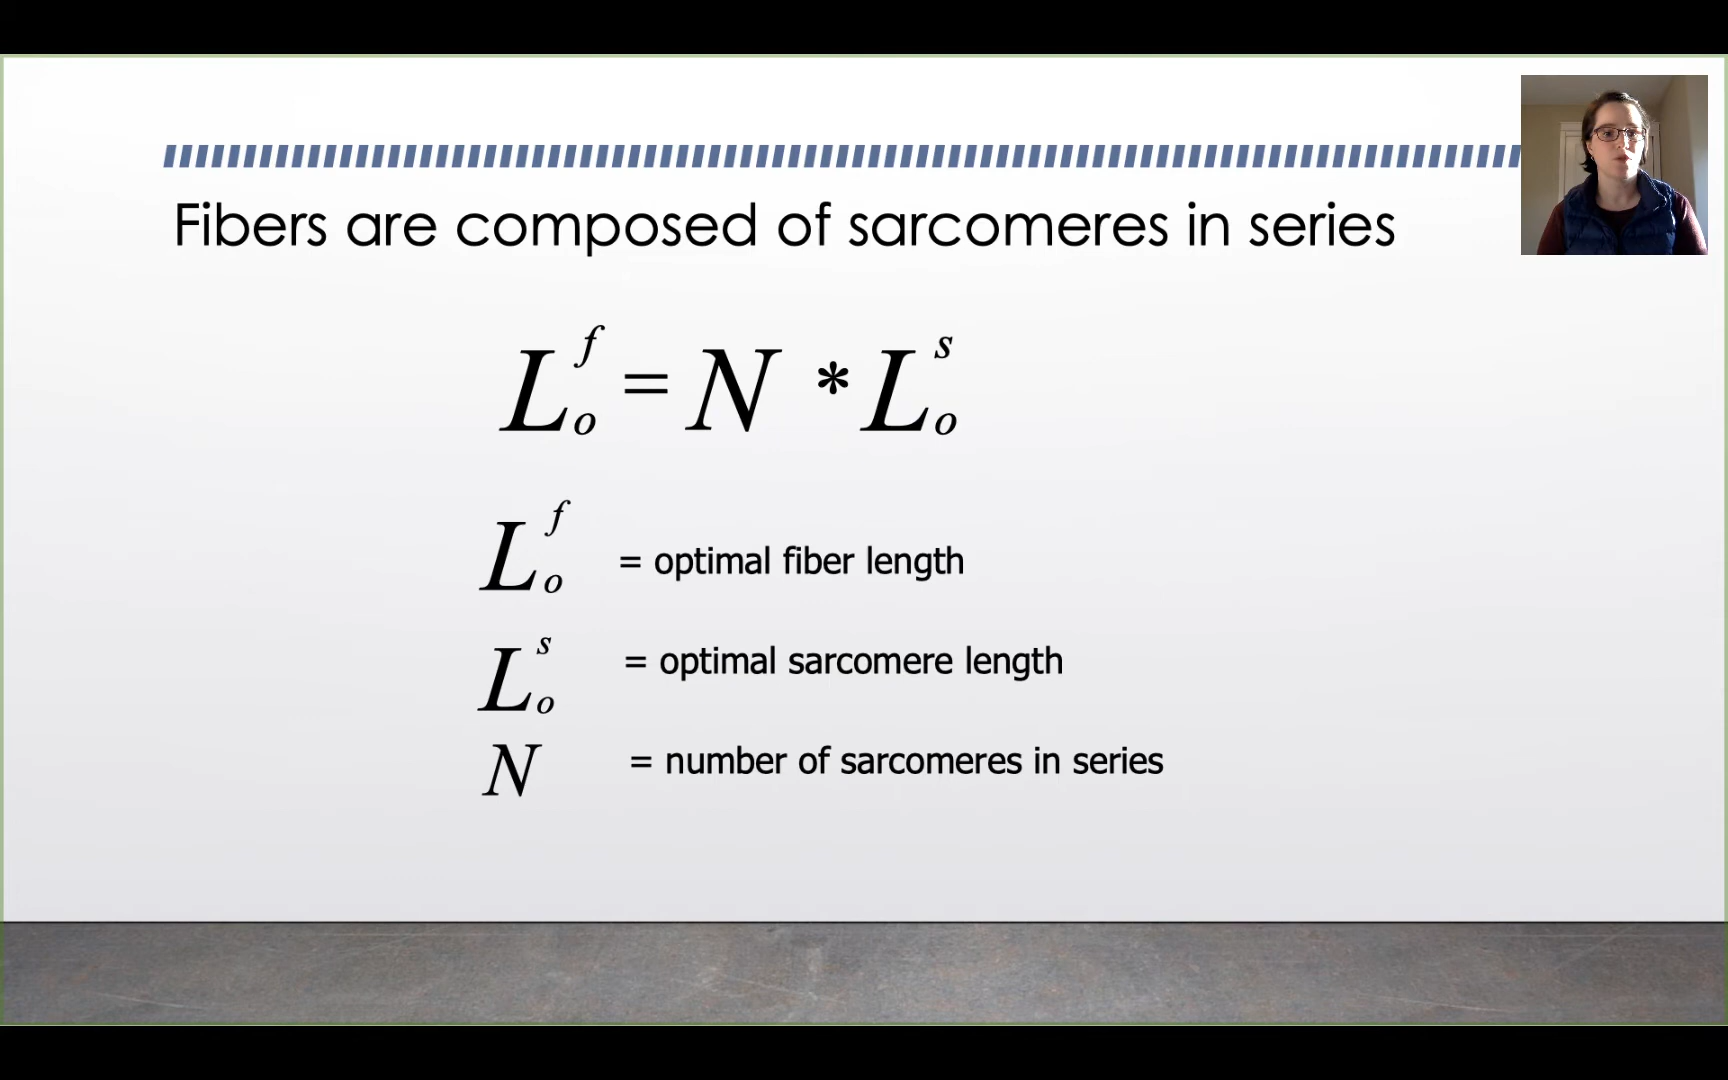 Fibers are composed of sarcomeres in series
L_o^f = N * L_o^s
L_o^f = optimal fiber length
L_o^s = optimal sarcomere length
N = number of sarcomeres in series